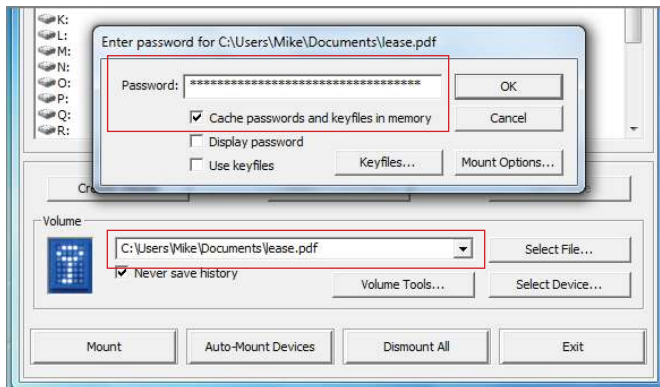 K:
L:
M:
N:
O:
P:
Q:
R:
Enter password for C:\Users\Mike\Documents\lease.pdf
Password: **********************************
OK
Cache passwords and keyfiles in memory
Cancel
Display password
Use keyfiles
Keyfiles...
Mount Options...
Volume
C:\Users\Mike\Documents\lease.pdf
Select File...
Never save history
Volume Tools...
Select Device...
Mount
Auto-Mount Devices
Dismount All
Exit